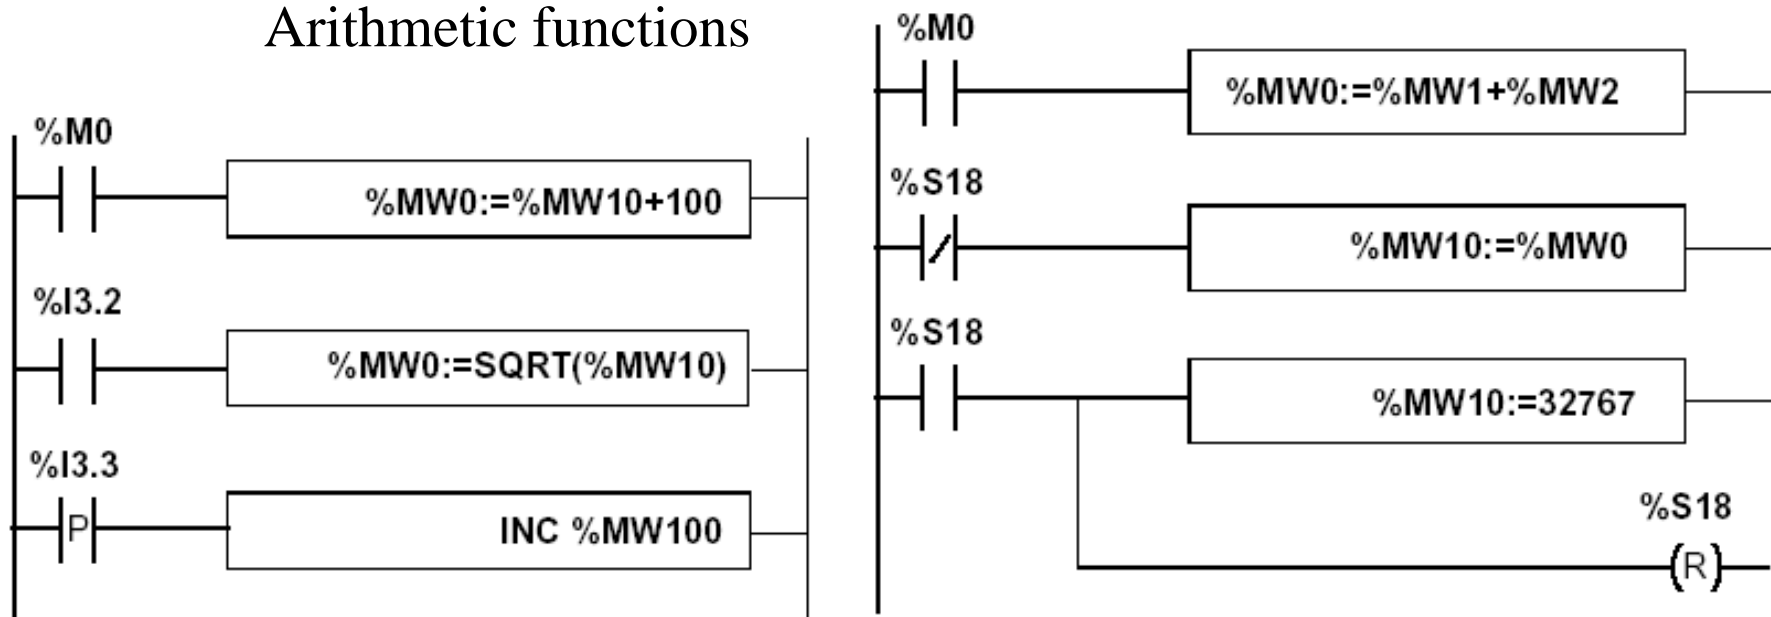 Arithmetic functions
%M0
%MW0:=%MW10+100
%I3.2
%MW0:=SQRT(%MW10)
%I3.3
P
INC %MW100
%M0
%MW0:=%MW1+%MW2
%S18
%MW10:=%MW0
%S18
%MW10:=32767
%S18
(R)